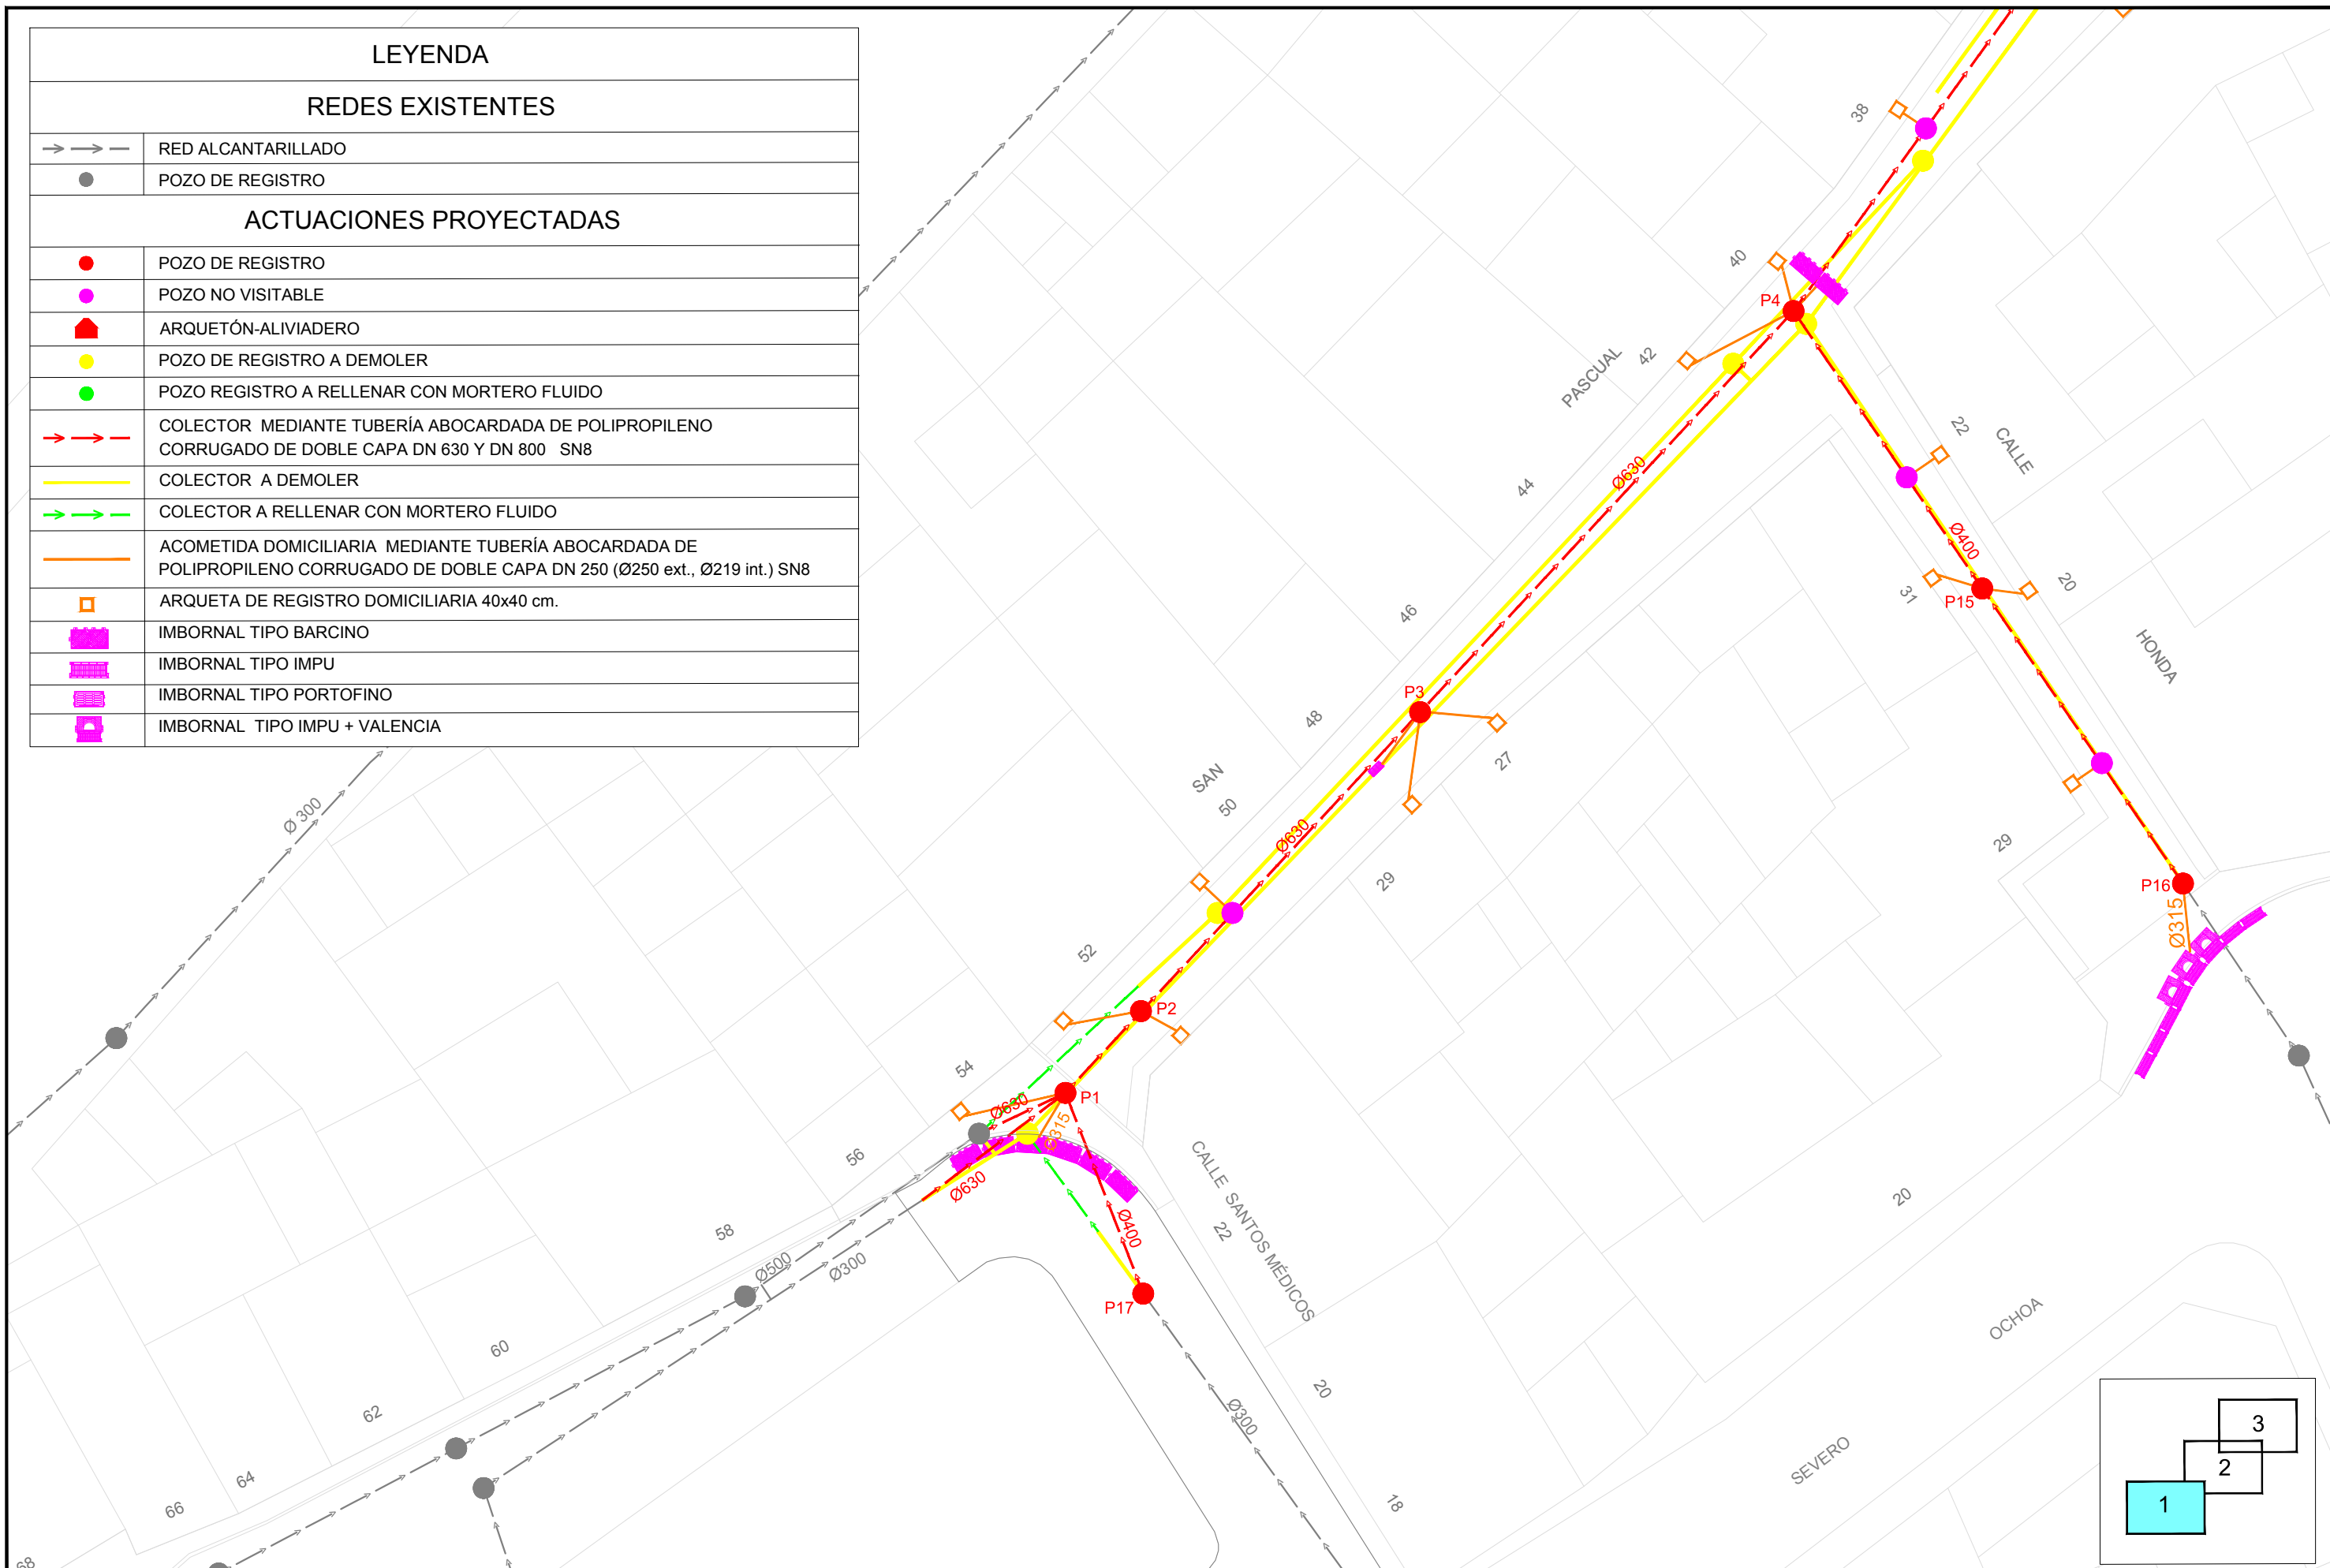 LEYENDA
REDES EXISTENTES
RED ALCANTARILLADO
POZO DE REGISTRO
ACTUACIONES PROYECTADAS
POZO DE REGISTRO
POZO NO VISITABLE
ARQUETÓN-ALIVIADERO
POZO DE REGISTRO A DEMOLER
POZO REGISTRO A RELLENAR CON MORTERO FLUIDO
COLECTOR MEDIANTE TUBERÍA ABOCARDADA DE POLIPROPILENO
CORRUGADO DE DOBLE CAPA DN 630 Y DN 800 SN8
COLECTOR A DEMOLER
COLECTOR A RELLENAR CON MORTERO FLUIDO
ACOMETIDA DOMICILIARIA MEDIANTE TUBERÍA ABOCARDADA DE
POLIPROPILENO CORRUGADO DE DOBLE CAPA DN 250 (Ø250 ext., Ø219 int.) SN8
ARQUETA DE REGISTRO DOMICILIARIA 40x40 cm.
IMBORNAL TIPO BARCINO
IMBORNAL TIPO IMPU
IMBORNAL TIPO PORTOFINO
IMBORNAL TIPO IMPU + VALENCIA
38
40
P4
42
PASCUAL
22
CALLE
44
Ø630
Ø400
20
31
P15
46
HONDA
P3
48
27
SAN
50
Ø 300
Ø630
29
29
P16
Ø315
52
P2
54
P1
Ø630
Ø315
56
Ø630
CALLE SANTOS MÉDICOS
20
58
Ø400
22
Ø500
Ø300
P17
OCHOA
60
20
62
Ø300
SEVERO
64
66
18
68
3
2
1